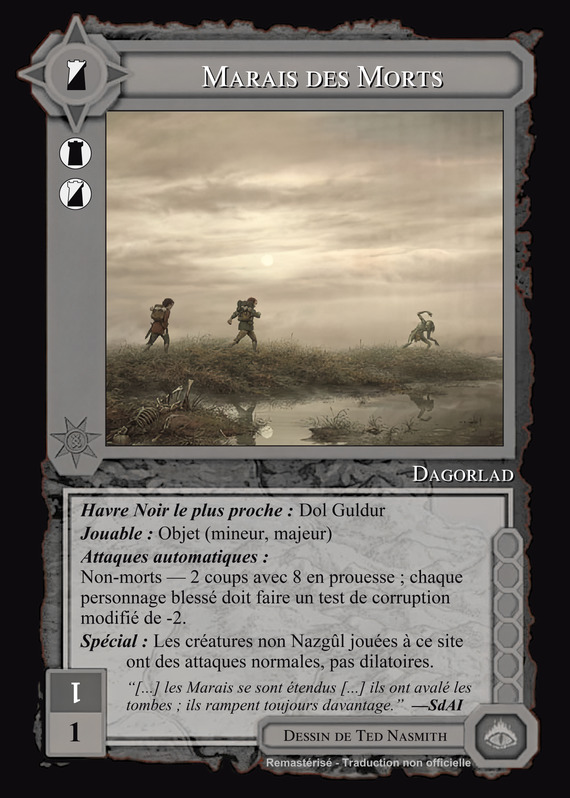 Marais des Morts
Dagorlad
Havre Noir le plus proche : Dol Guldur
Jouable : Objet (mineur, majeur)
Attaques automatiques :
Non-morts — 2 coups avec 8 en prouesse ; chaque
personnage blessé doit faire un test de corruption
modifié de -2.
Spécial : Les créatures non Nazgûl jouées à ce site
ont des attaques normales, pas dilatoires.
“[...] les Marais se sont étendus [...] ils ont avalé les
tombes ; ils rampent toujours davantage.” —SdAI
1
1
Dessin de Ted Nasmith
Remastérisé - Traduction non officielle